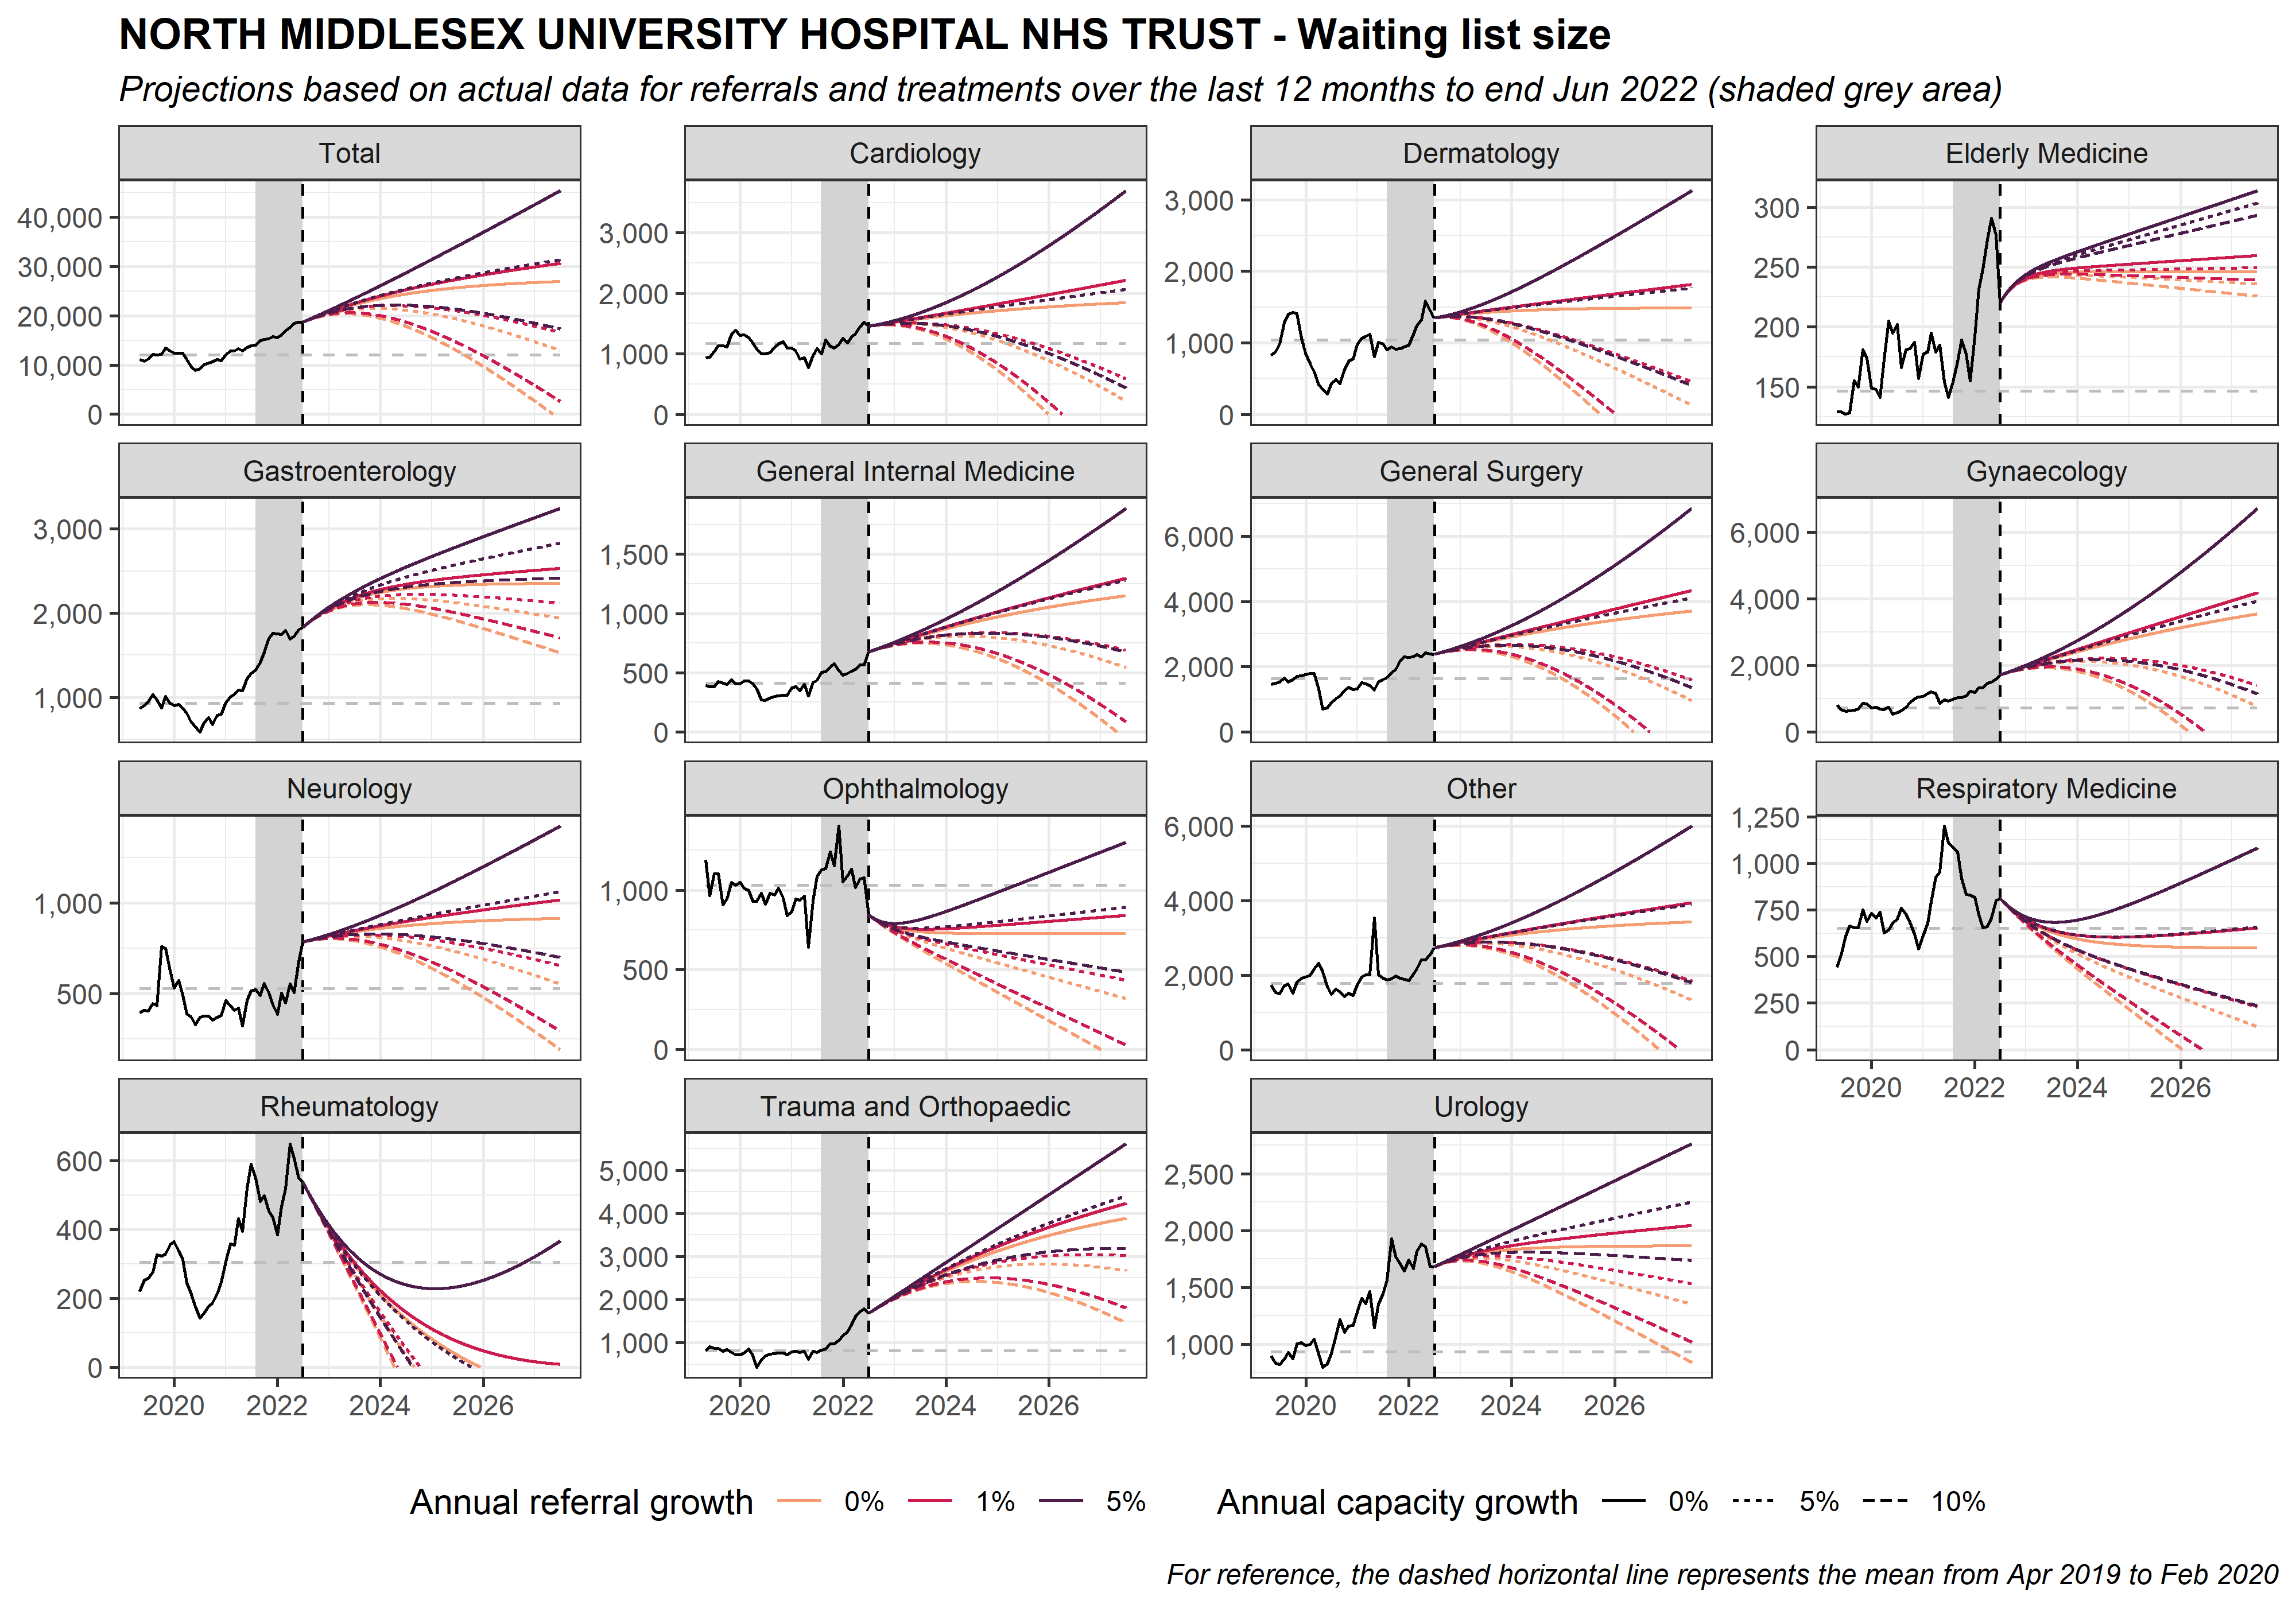 NORTH MIDDLESEX UNIVERSITY HOSPITAL NHS TRUST - Waiting list size
Projections based on actual data for referrals and treatments over the last 12 months to end Jun 2022 (shaded grey area)
Total
40,000
30,000
20,000
10,000
0
Cardiology
3,000
2,000
1,000
0
Dermatology
3,000
2,000
1,000
0
Elderly Medicine
300
250
200
150
Gastroenterology
3,000
2,000
1,000
General Internal Medicine
1,500
1,000
500
0
General Surgery
6,000
4,000
2,000
0
Gynaecology
6,000
4,000
2,000
0
Neurology
1,000
500
Ophthalmology
1,000
500
0
Other
6,000
4,000
2,000
0
Respiratory Medicine
1,250
1,000
750
500
250
0
2020 2022 2024 2026
Rheumatology
600
400
200
0
2020 2022 2024 2026
Trauma and Orthopaedic
5,000
4,000
3,000
2,000
1,000
2020 2022 2024 2026
Urology
2,500
2,000
1,500
1,000
2020 2022 2024 2026
Annual referral growth 0% 1% 5% Annual capacity growth 0% 5% 10%
For reference, the dashed horizontal line represents the mean from Apr 2019 to Feb 2020